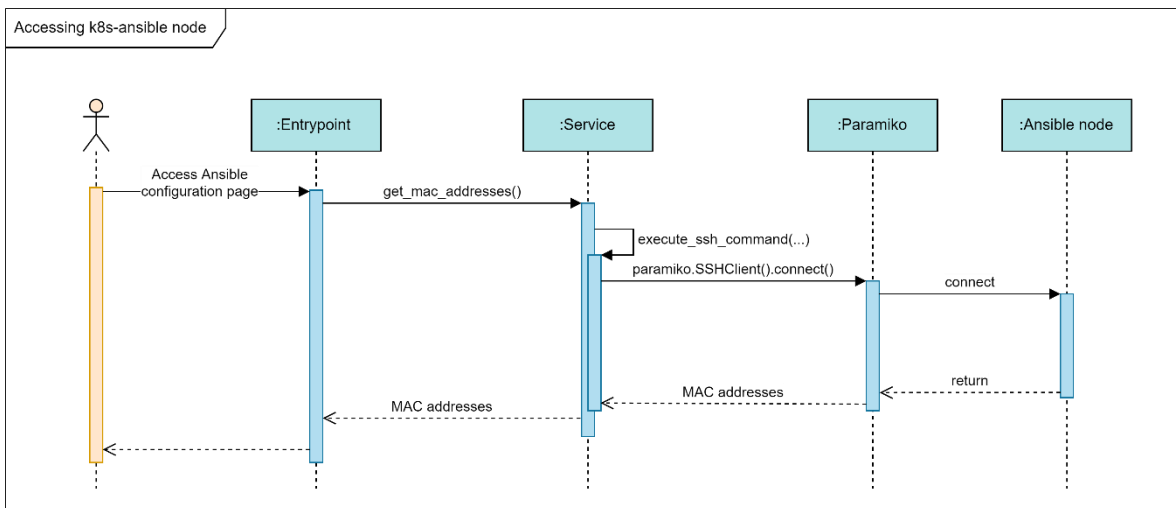 Accessing k8s-ansible node
:Entrypoint
:Service
:Paramiko
:Ansible node
Access Ansible
configuration page
get_mac_addresses()
execute_ssh_command(...)
paramiko.SSHClient().connect()
connect
return
MAC addresses
MAC addresses